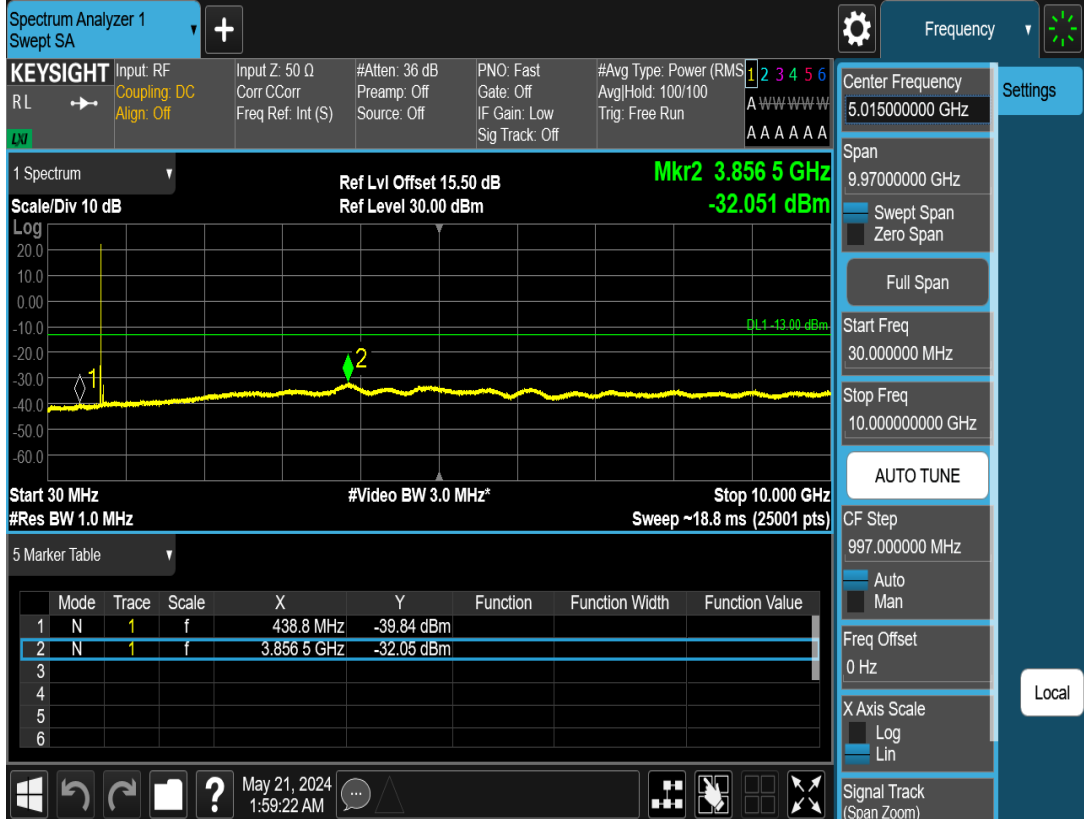 Spectrum Analyzer 1
Swept SA
+
Frequency
KEYSIGHT
RL
LXI
Input: RF
Coupling: DC
Align: Off
Input Z: 50 Ω
Corr CCorr
Freq Ref: Int (S)
#Atten: 36 dB
Preamp: Off
Source: Off
PNO: Fast
Gate: Off
IF Gain: Low
Sig Track: Off
#Avg Type: Power (RMS
Avg|Hold: 100/100
Trig: Free Run
1 2 3 4 5 6
A W W W W W
A A A A A A
1 Spectrum
Scale/Div 10 dB
Ref Lvl Offset 15.50 dB
Ref Level 30.00 dBm
Mkr2 3.856 5 GHz
-32.051 dBm
Log
20.0
10.0
0.00
-10.0
-20.0
-30.0
-40.0
-50.0
-60.0
DL1 -13.00 dBm
1
2
Start 30 MHz
#Video BW 3.0 MHz*
Stop 10.000 GHz
#Res BW 1.0 MHz
Sweep ~18.8 ms (25001 pts)
5 Marker Table
Mode Trace Scale X Y Function Function Width Function Value
1 N 1 f 438.8 MHz -39.84 dBm
2 N 1 f 3.856 5 GHz -32.05 dBm
3
4
5
6
?
May 21, 2024
1:59:22 AM
Center Frequency
5.015000000 GHz
Settings
Span
9.97000000 GHz
Swept Span
Zero Span
Full Span
Start Freq
30.000000 MHz
Stop Freq
10.000000000 GHz
AUTO TUNE
CF Step
997.000000 MHz
Auto
Man
Freq Offset
0 Hz
Local
X Axis Scale
Log
Lin
Signal Track
(Span Zoom)